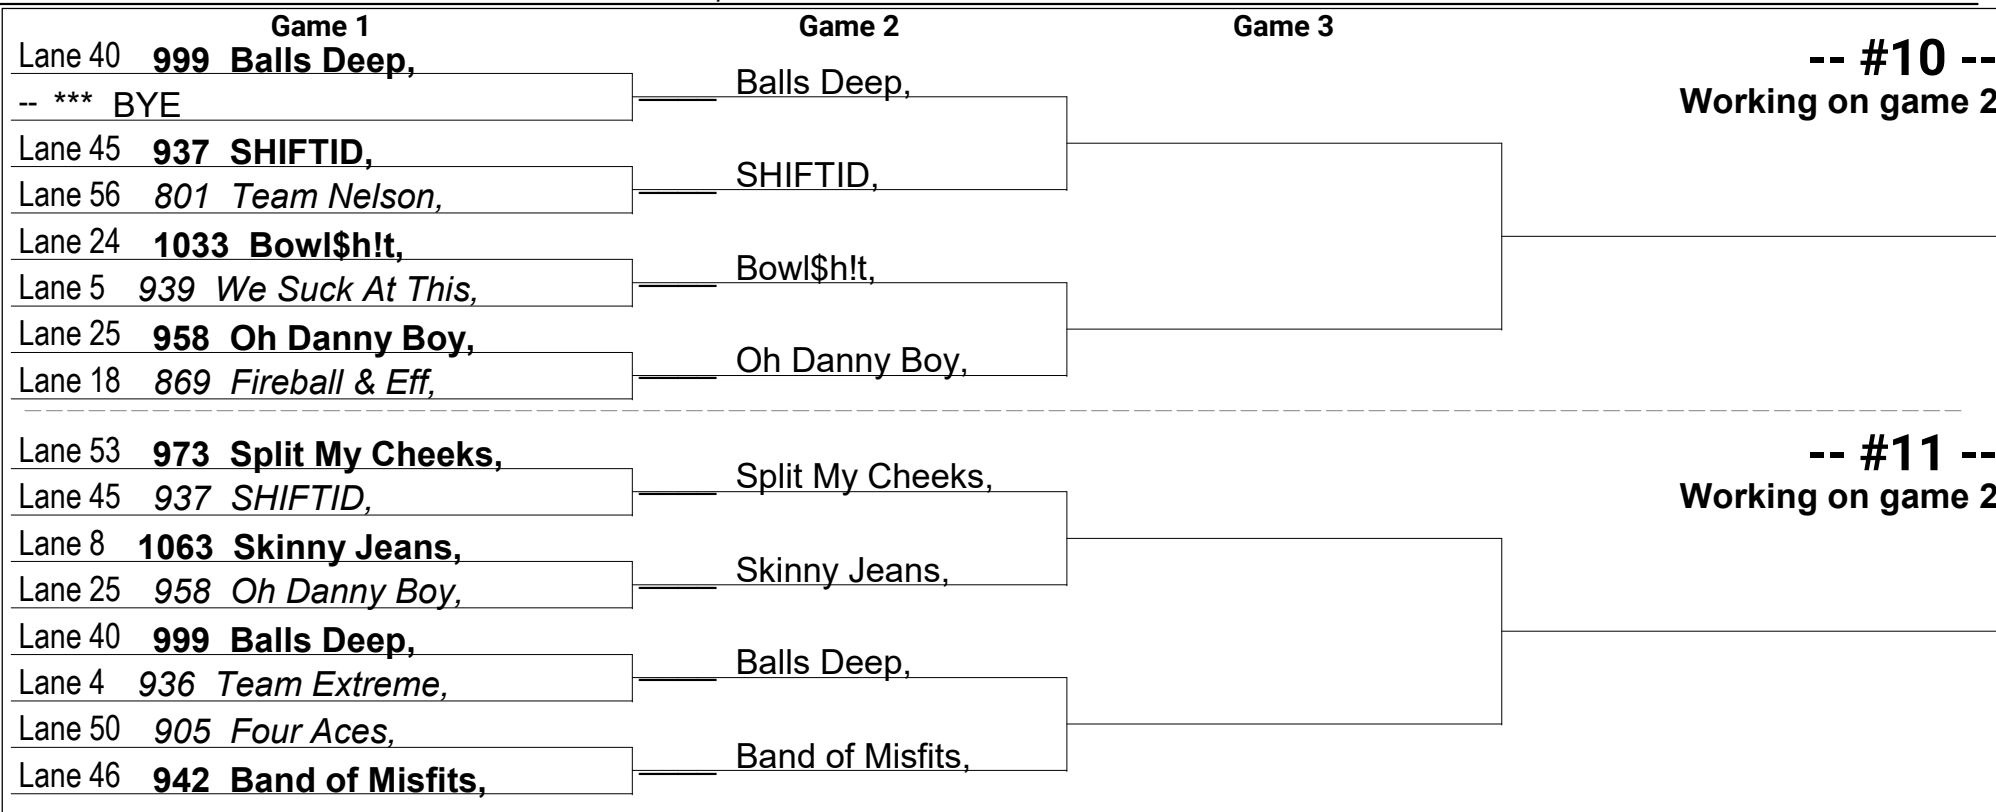 Game 1 Game 2 Game 3
-- #10 --
Working on game 2
Lane 40 999 Balls Deep,
Balls Deep,
-- *** BYE
Lane 45 937 SHIFTID,
SHIFTID,
Lane 56 801 Team Nelson,
Lane 24 1033 Bowl$h!t,
Bowl$h!t,
Lane 5 939 We Suck At This,
Lane 25 958 Oh Danny Boy,
Oh Danny Boy,
Lane 18 869 Fireball & Eff,
-- #11 --
Working on game 2
Lane 53 973 Split My Cheeks,
Split My Cheeks,
Lane 45 937 SHIFTID,
Lane 8 1063 Skinny Jeans,
Skinny Jeans,
Lane 25 958 Oh Danny Boy,
Lane 40 999 Balls Deep,
Balls Deep,
Lane 4 936 Team Extreme,
Lane 50 905 Four Aces,
Band of Misfits,
Lane 46 942 Band of Misfits,